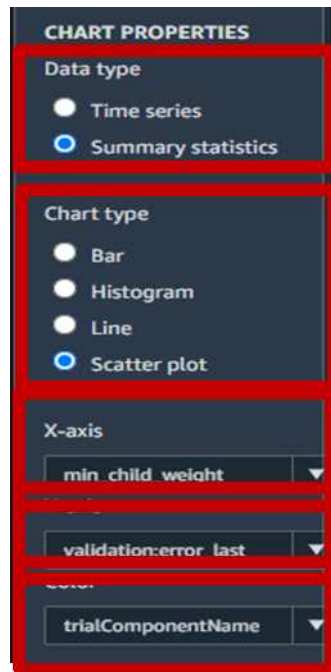 CHART PROPERTIES
Data type
Time series
Summary statistics
Chart type
Bar
Histogram
Line
Scatter plot
X-axis
min_child_weight
validation:error_last
Color
trialComponentName